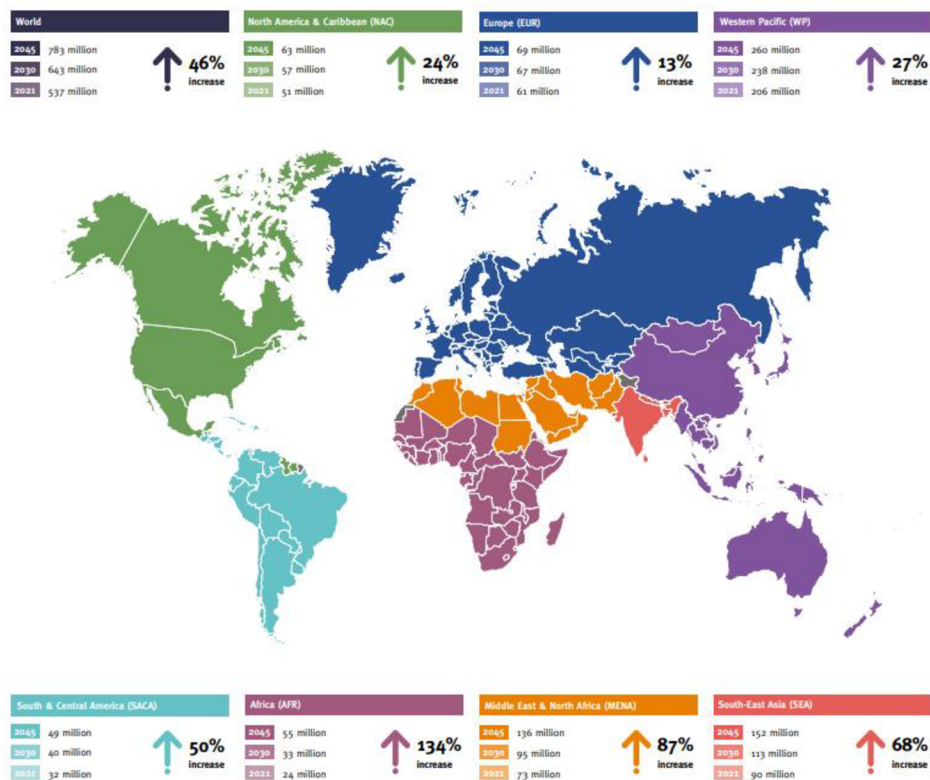 World
2045 783 million
2030 643 million
2021 537 million
46%
increase
North America & Caribbean (NAC)
2045 63 million
2030 57 million
2021 51 million
24%
increase
Europe (EUR)
2045 69 million
2030 67 million
2021 61 million
13%
increase
Western Pacific (WP)
2045 260 million
2030 238 million
2021 206 million
27%
increase
South & Central America (SACA)
2045 49 million
2030 40 million
2021 32 million
50%
increase
Africa (AFR)
2045 55 million
2030 33 million
2021 24 million
134%
increase
Middle East & North Africa (MENA)
2045 136 million
2030 95 million
2021 73 million
87%
increase
South-East Asia (SEA)
2045 152 million
2030 113 million
2021 90 million
68%
increase